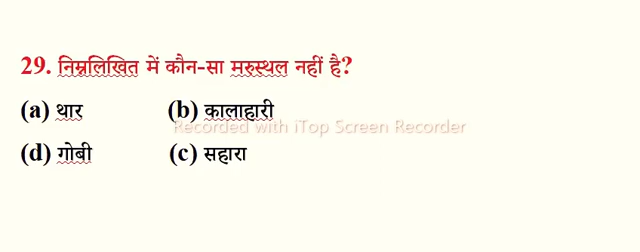 29. निम्नलिखित में कौन-सा मरुस्थल नहीं है?
(a) थार (b) कालाहारी
Recorded with iTop Screen Recorder
(d) गोबी (c) सहारा